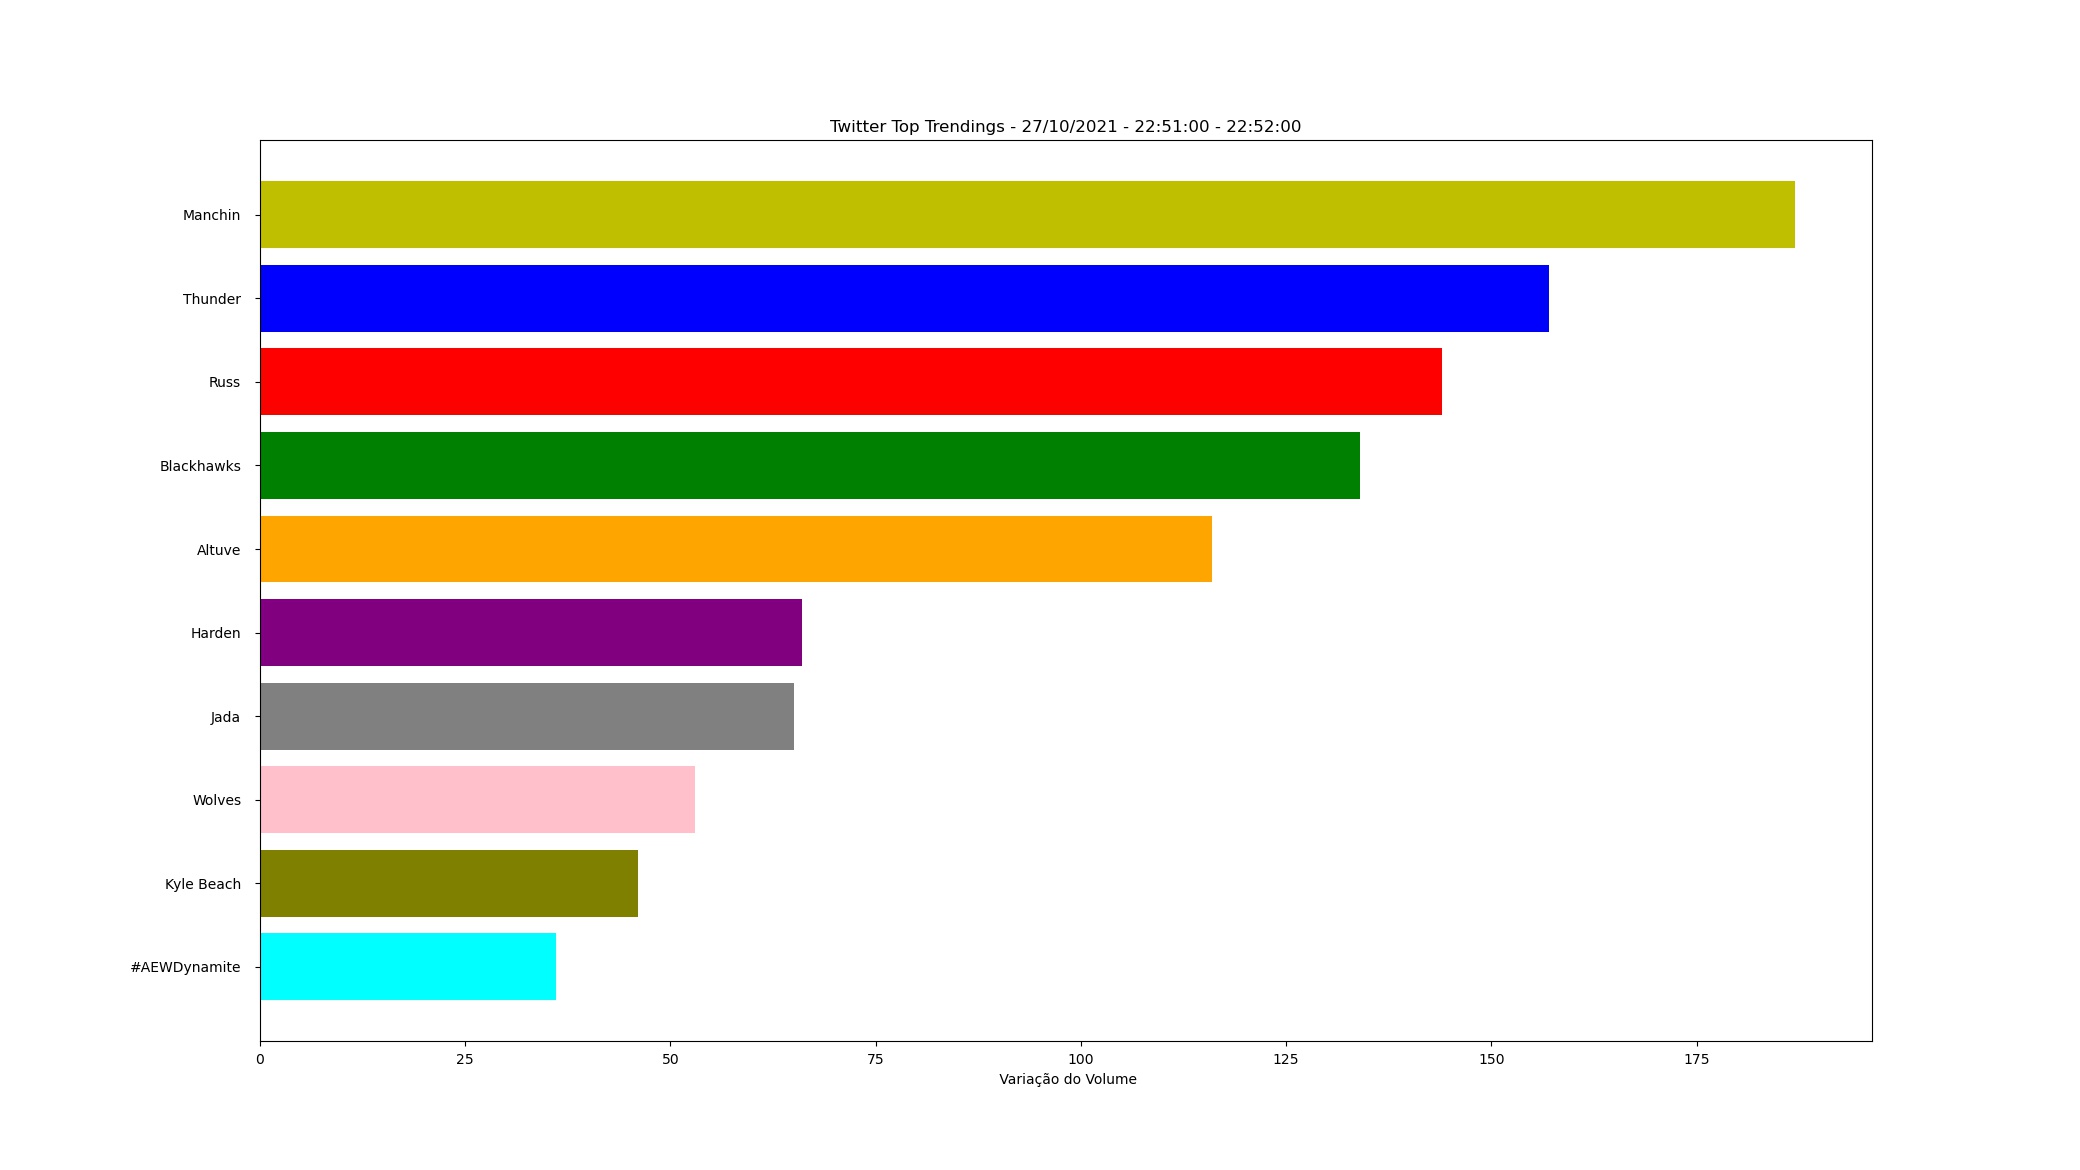 Twitter Top Trendings - 27/10/2021 - 22:51:00 - 22:52:00
Manchin
Thunder
Russ
Blackhawks
Altuve
Harden
Jada
Wolves
Kyle Beach
#AEWDynamite
0 25 50 75 100 125 150 175
Variação do Volume